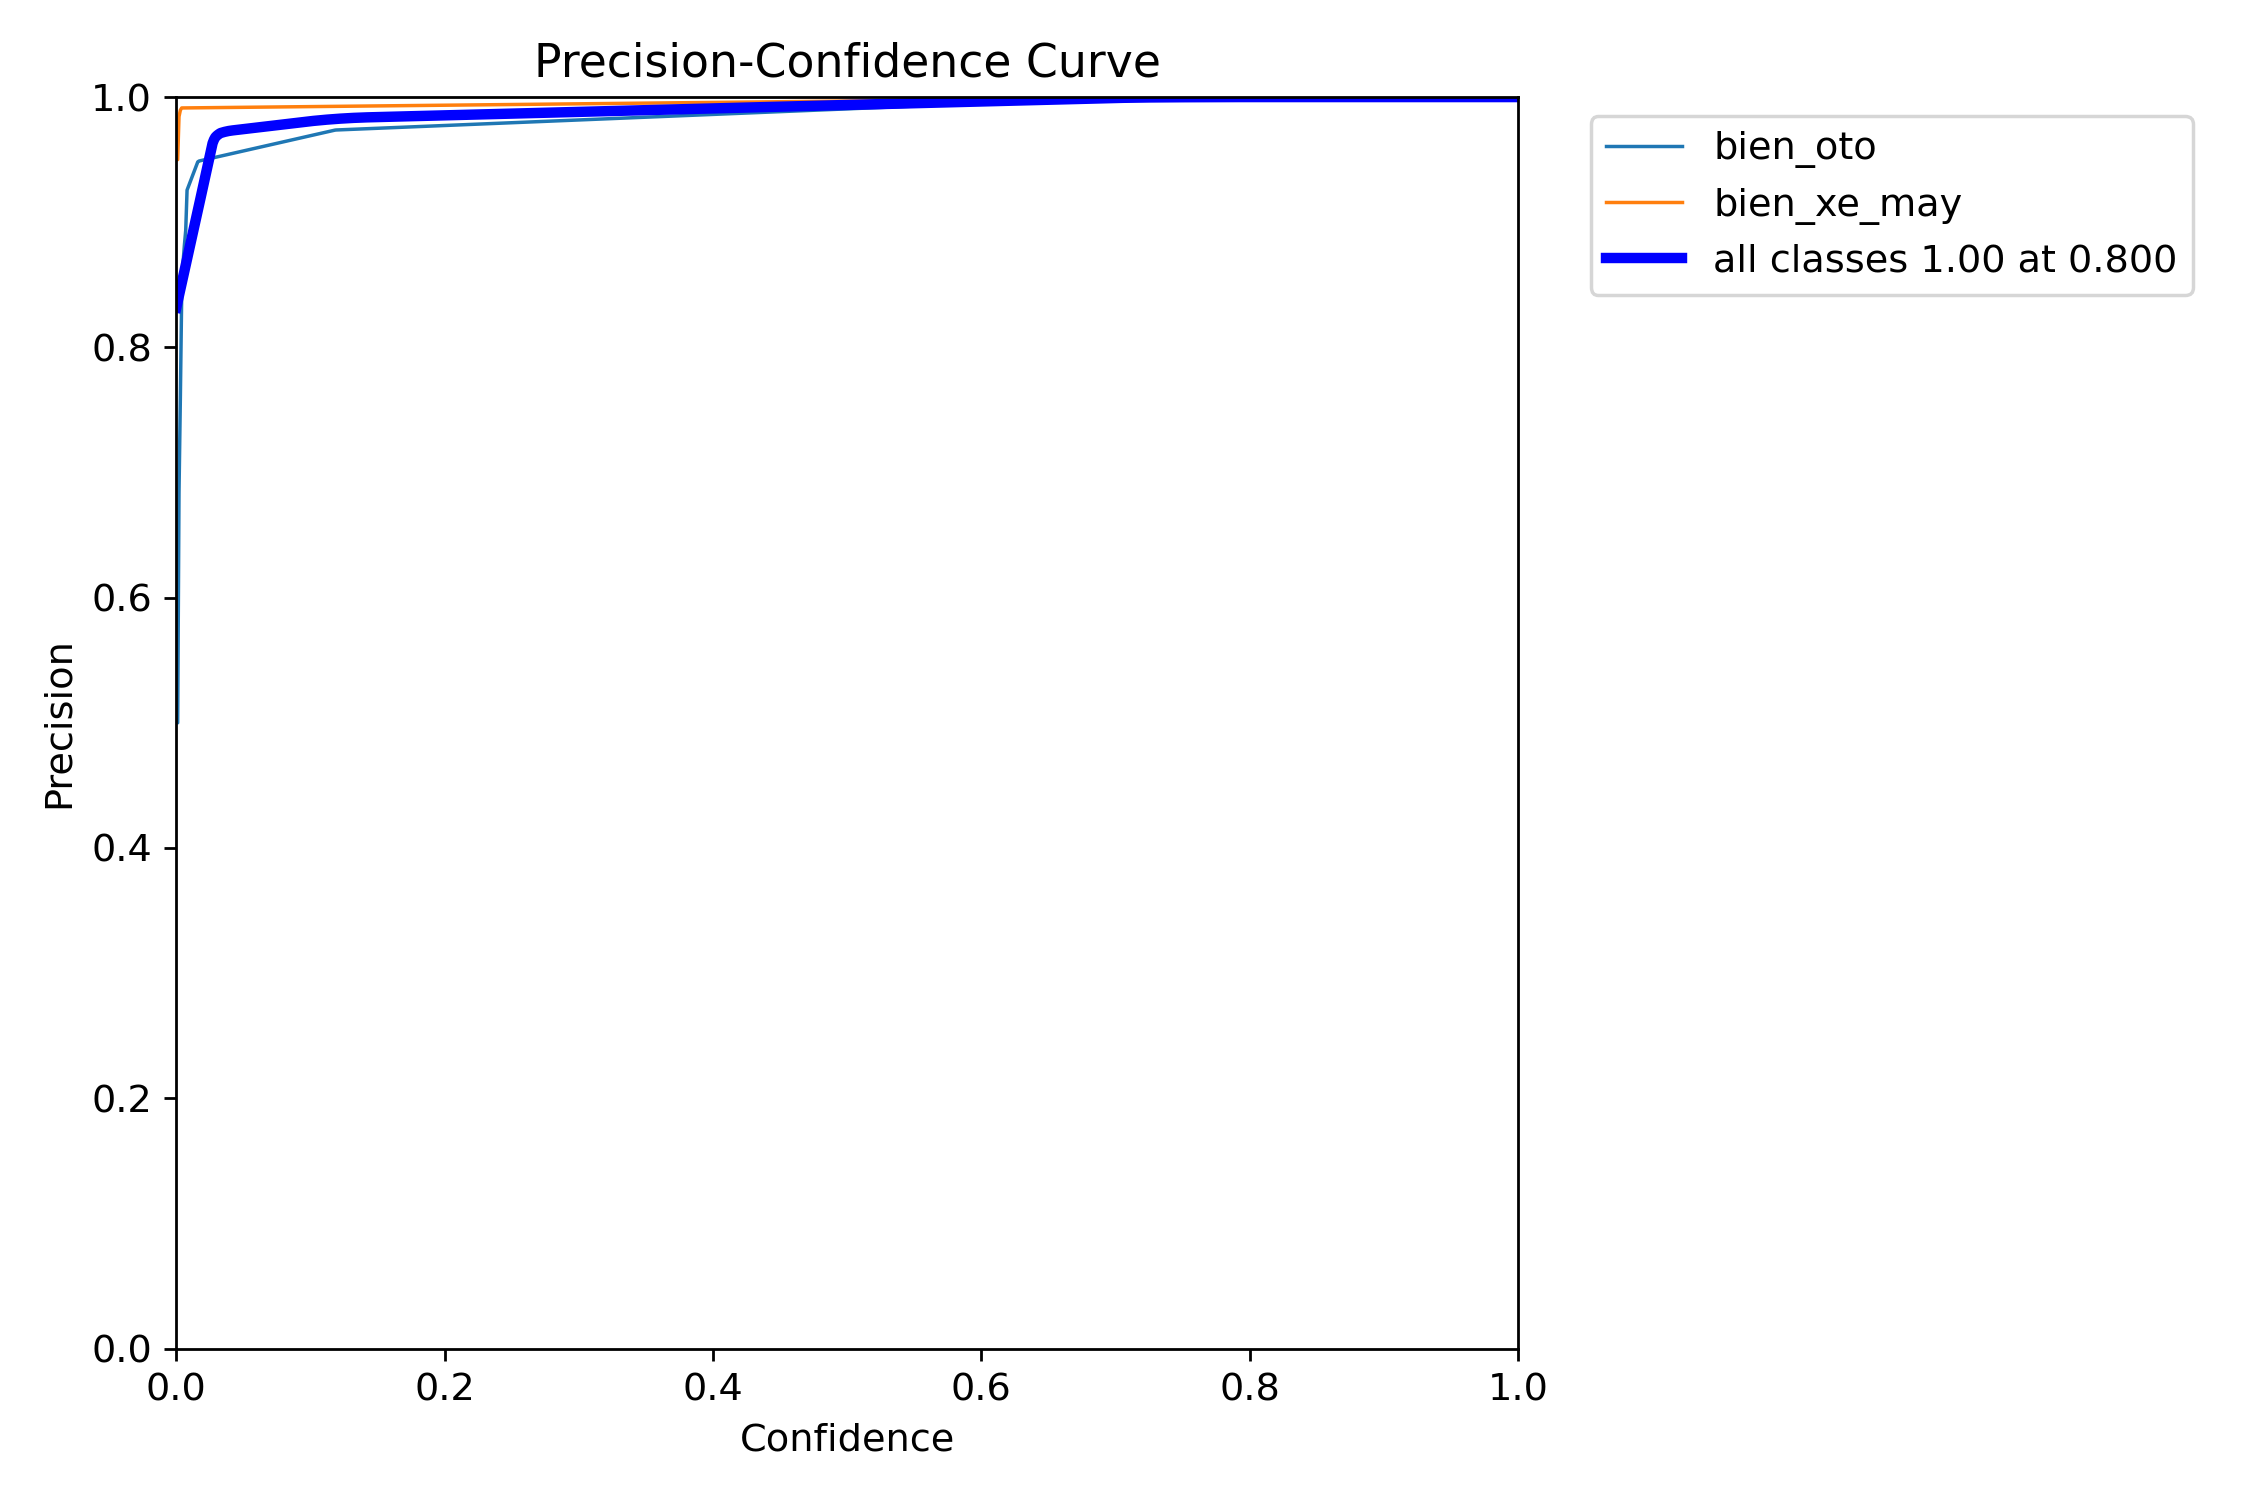 Precision-Confidence Curve
1.0
0.8
0.6
0.4
0.2
0.0
Precision
0.0 0.2 0.4 0.6 0.8 1.0
Confidence
bien_oto
bien_xe_may
all classes 1.00 at 0.800